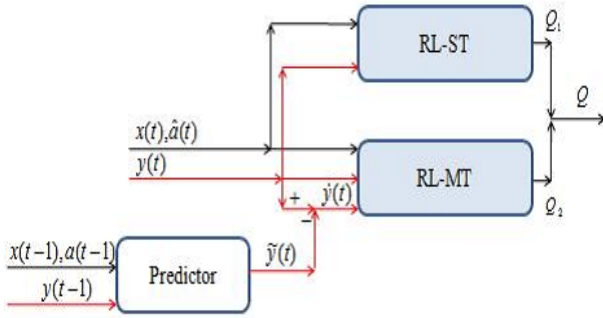 RL-ST
Q₁
Q
x(t),â(t)
y(t)
RL-MT
+
ẏ(t)
−
Q₂
x(t−1),a(t−1)
Predictor
ỹ(t)
y(t−1)